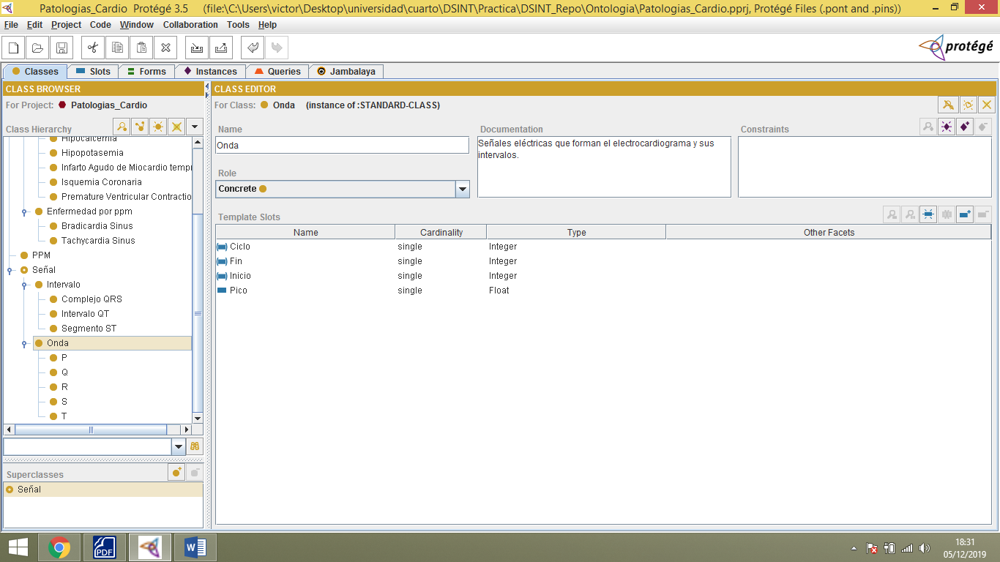 Patologias_Cardio Protégé 3.5 (file:\C:\Users\victor\Desktop\universidad\cuarto\DSINT\Practica\DSINT_Repo\Ontologia\Patologias_Cardio.pprj, Protégé Files (.pont and .pins))
File Edit Project Code Window Collaboration Tools Help
protégé
Classes Slots Forms Instances Queries Jambalaya
CLASS BROWSER
For Project: Patologias_Cardio
Class Hierarchy
Hipocalcemia
Hipopotasemia
Infarto Agudo de Miocardio tempr
Isquemia Coronaria
Premature Ventricular Contractio
Enfermedad por ppm
Bradicardia Sinus
Tachycardia Sinus
PPM
Señal
Intervalo
Complejo QRS
Intervalo QT
Segmento ST
Onda
P
Q
R
S
T
Superclasses
Señal
CLASS EDITOR
For Class: Onda (instance of :STANDARD-CLASS)
Name
Onda
Role
Concrete
Documentation
Señales eléctricas que forman el electrocardiograma y sus
intervalos.
Constraints
Template Slots
Name Cardinality Type Other Facets
Ciclo single Integer
Fin single Integer
Inicio single Integer
Pico single Float
PDF
18:31
05/12/2019